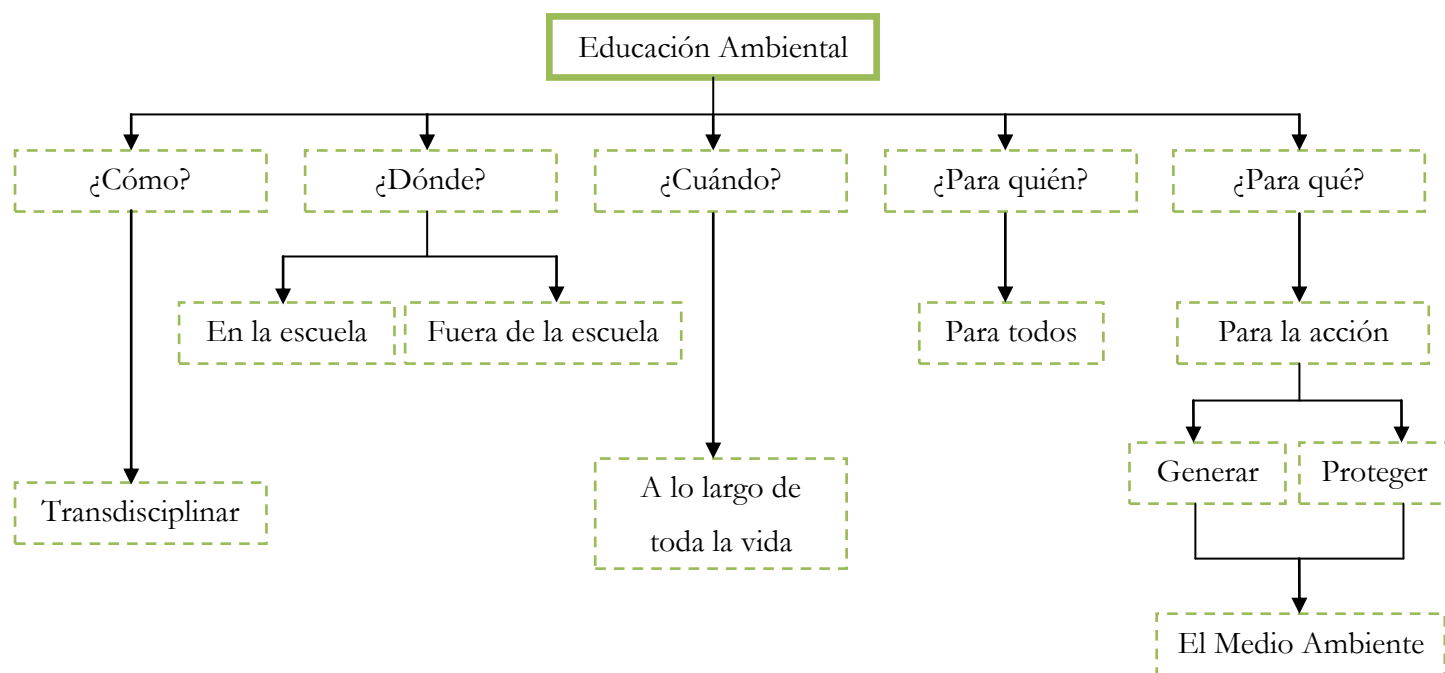 Educación Ambiental
¿Cómo?
¿Dónde?
¿Cuándo?
¿Para quién?
¿Para qué?
En la escuela
Fuera de la escuela
Para todos
Para la acción
Transdisciplinar
A lo largo de
toda la vida
Generar
Proteger
El Medio Ambiente